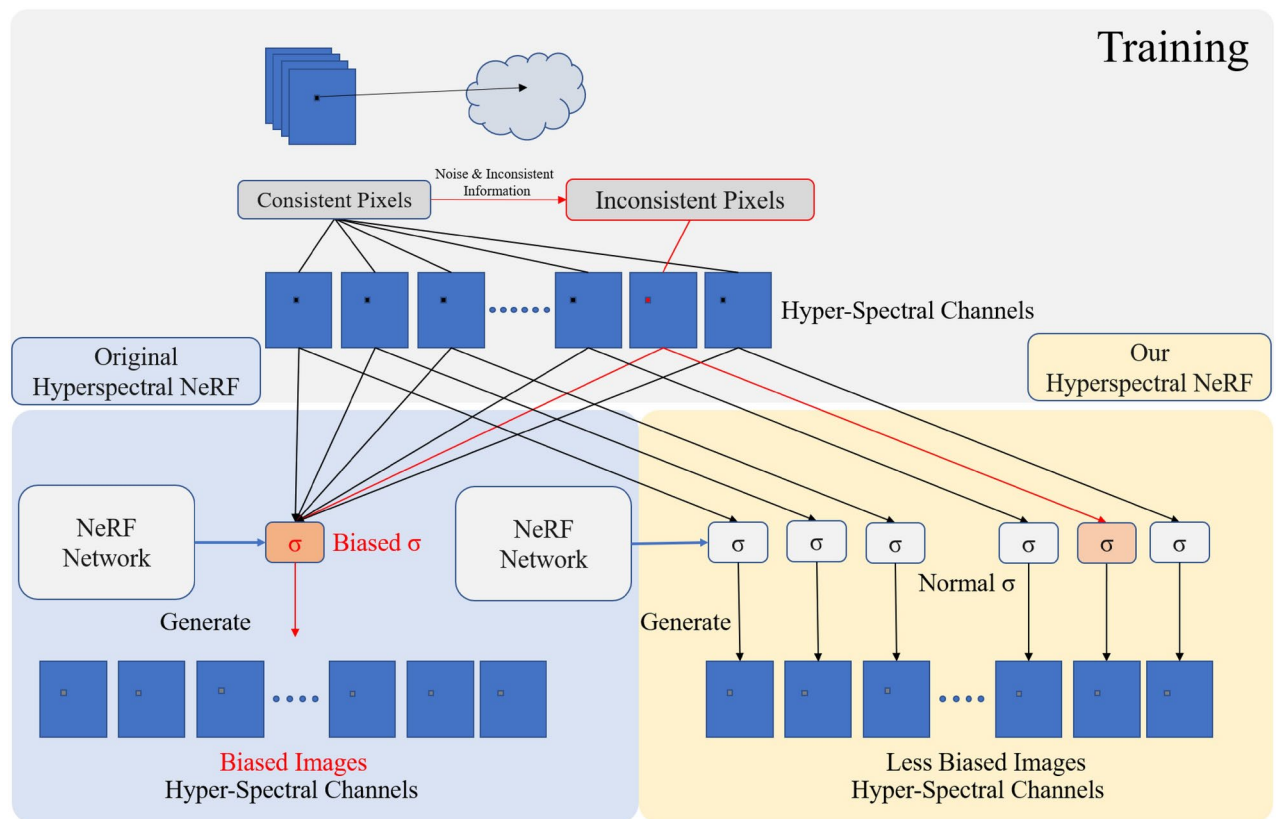 Training
Noise & Inconsistent
Information
Consistent Pixels
Inconsistent Pixels
Hyper-Spectral Channels
Original
Hyperspectral NeRF
Our
Hyperspectral NeRF
NeRF
Network
σ
Biased σ
NeRF
Network
σ
σ
σ
σ
σ
σ
Normal σ
Generate
Generate
Biased Images
Hyper-Spectral Channels
Less Biased Images
Hyper-Spectral Channels